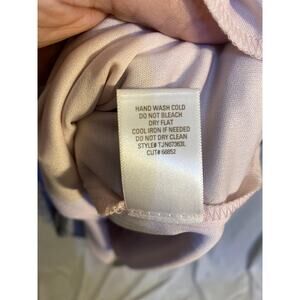 HAND WASH COLD
DO NOT BLEACH
DRY FLAT
COOL IRON IF NEEDED
DO NOT DRY CLEAN
STYLE# TJN07363L
CUT# 66852